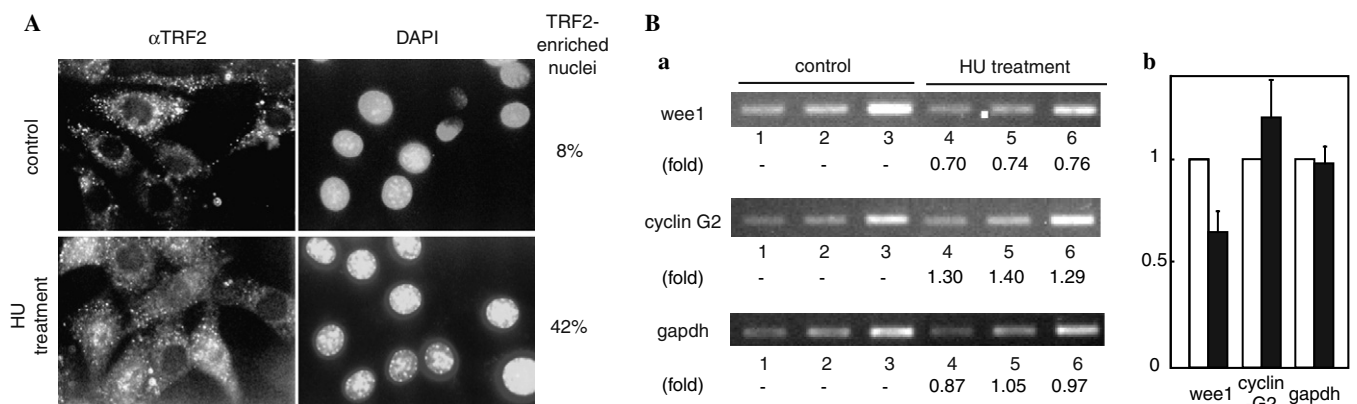 A
αTRF2
DAPI
TRF2-
enriched
nuclei
control
8%
HU
treatment
42%
B
a
control
HU treatment
wee1
1 2 3 4 5 6
(fold) - - - 0.70 0.74 0.76
cyclin G2
1 2 3 4 5 6
(fold) - - - 1.30 1.40 1.29
gapdh
1 2 3 4 5 6
(fold) - - - 0.87 1.05 0.97
b
1
0.5
0
wee1 cyclin gapdh
G2